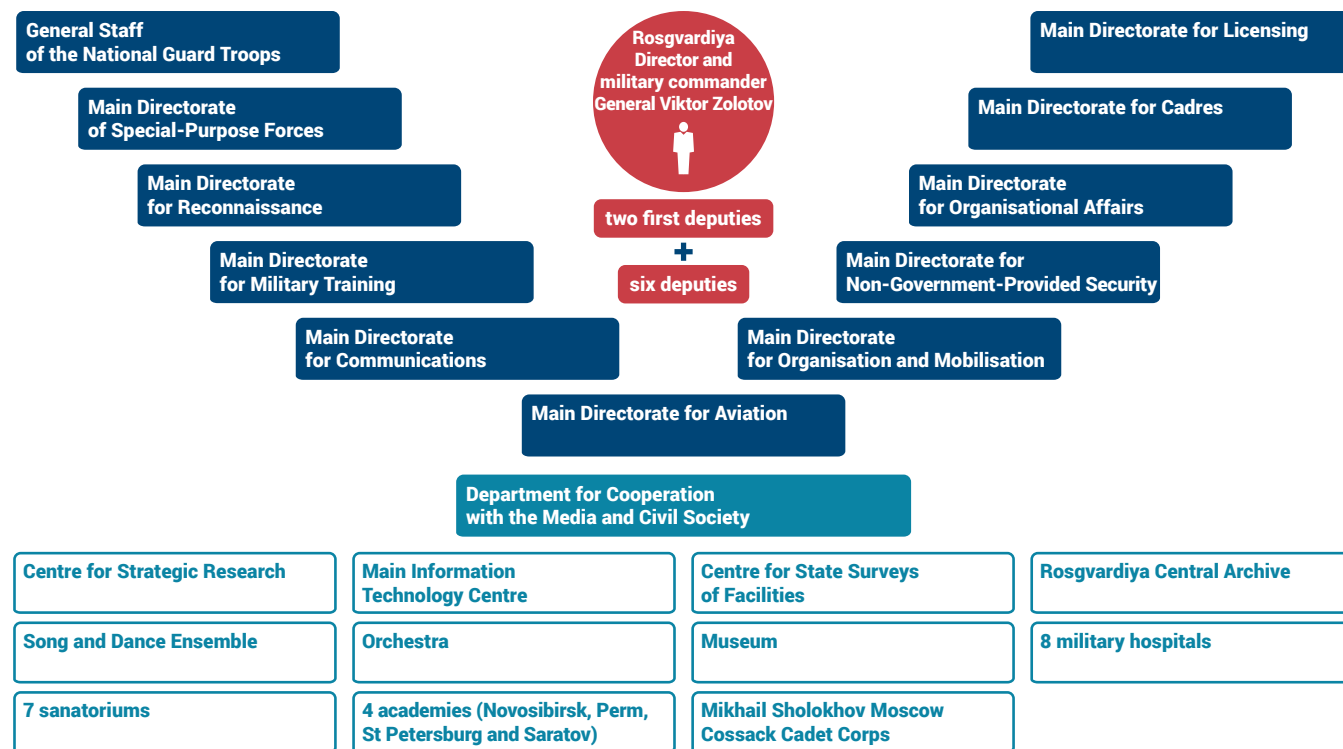 General Staff
of the National Guard Troops
Rosgvardiya
Director and
military commander
General Viktor Zolotov
Main Directorate for Licensing
Main Directorate
of Special-Purpose Forces
Main Directorate for Cadres
Main Directorate
for Reconnaissance
Main Directorate
for Organisational Affairs
two first deputies
+
six deputies
Main Directorate
for Military Training
Main Directorate for
Non-Government-Provided Security
Main Directorate
for Communications
Main Directorate
for Organisation and Mobilisation
Main Directorate for Aviation
Department for Cooperation
with the Media and Civil Society
Centre for Strategic Research
Main Information
Technology Centre
Centre for State Surveys
of Facilities
Rosgvardiya Central Archive
Song and Dance Ensemble
Orchestra
Museum
8 military hospitals
7 sanatoriums
4 academies (Novosibirsk, Perm,
St Petersburg and Saratov)
Mikhail Sholokhov Moscow
Cossack Cadet Corps